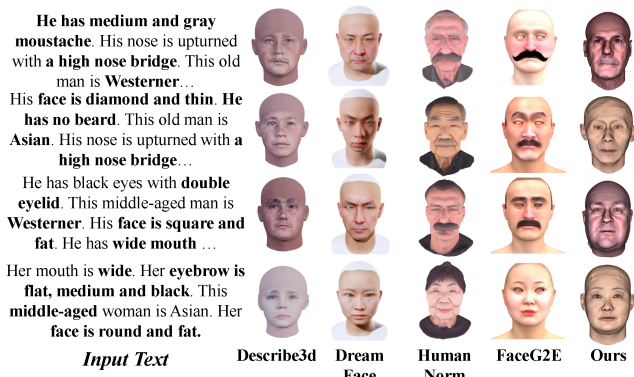 He has medium and gray
moustache. His nose is upturned
with a high nose bridge. This old
man is Westerner…
His face is diamond and thin. He
has no beard. This old man is
Asian. His nose is upturned with a
high nose bridge…
He has black eyes with double
eyelid. This middle-aged man is
Westerner. His face is square and
fat. He has wide mouth …
Her mouth is wide. Her eyebrow is
flat, medium and black. This
middle-aged woman is Asian. Her
face is round and fat.
Input Text
Describe3d
Dream
Face
Human
Norm
FaceG2E
Ours